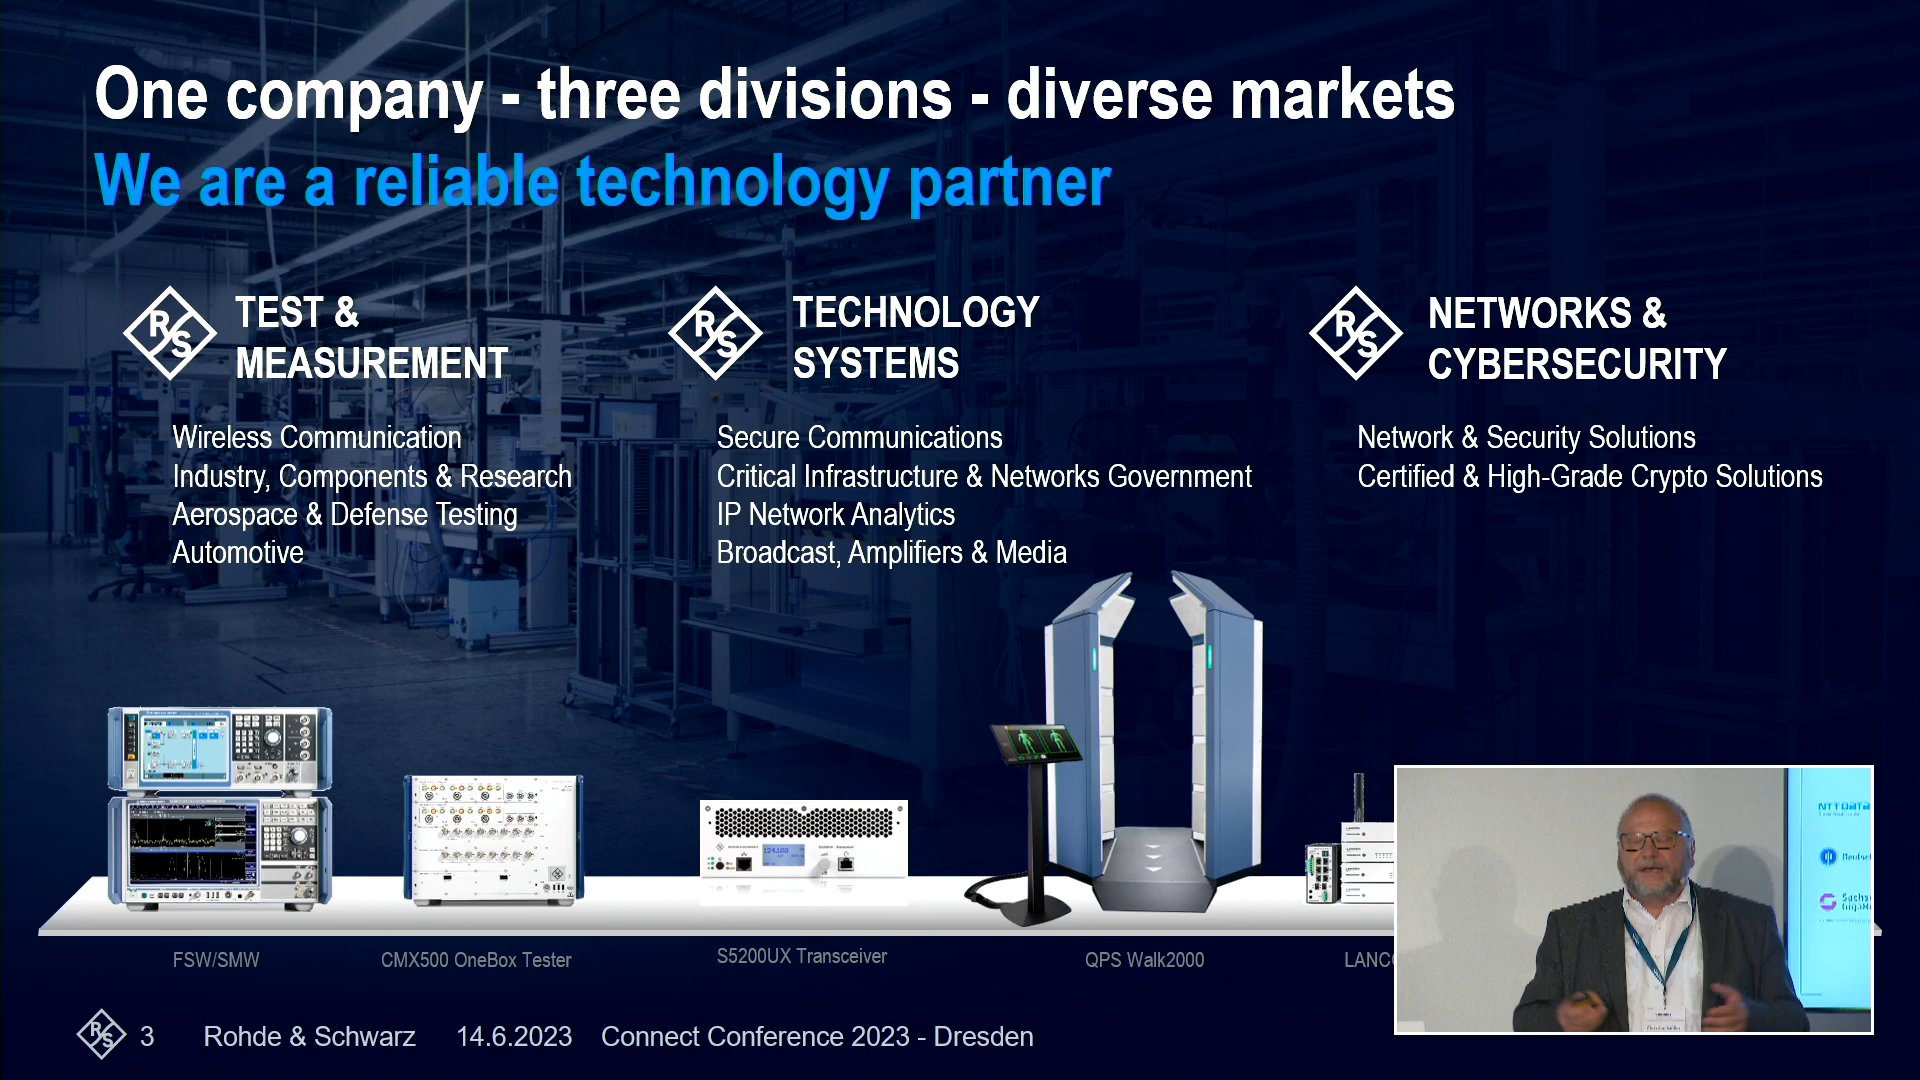 One company - three divisions - diverse markets
We are a reliable technology partner
R S
TEST &
MEASUREMENT
Wireless Communication
Industry, Components & Research
Aerospace & Defense Testing
Automotive
R S
TECHNOLOGY
SYSTEMS
Secure Communications
Critical Infrastructure & Networks Government
IP Network Analytics
Broadcast, Amplifiers & Media
R S
NETWORKS &
CYBERSECURITY
Network & Security Solutions
Certified & High-Grade Crypto Solutions
FSW/SMW
CMX500 OneBox Tester
S5200UX Transceiver
QPS Walk2000
LANC
NTT DATA
R S
3 Rohde & Schwarz 14.6.2023 Connect Conference 2023 - Dresden